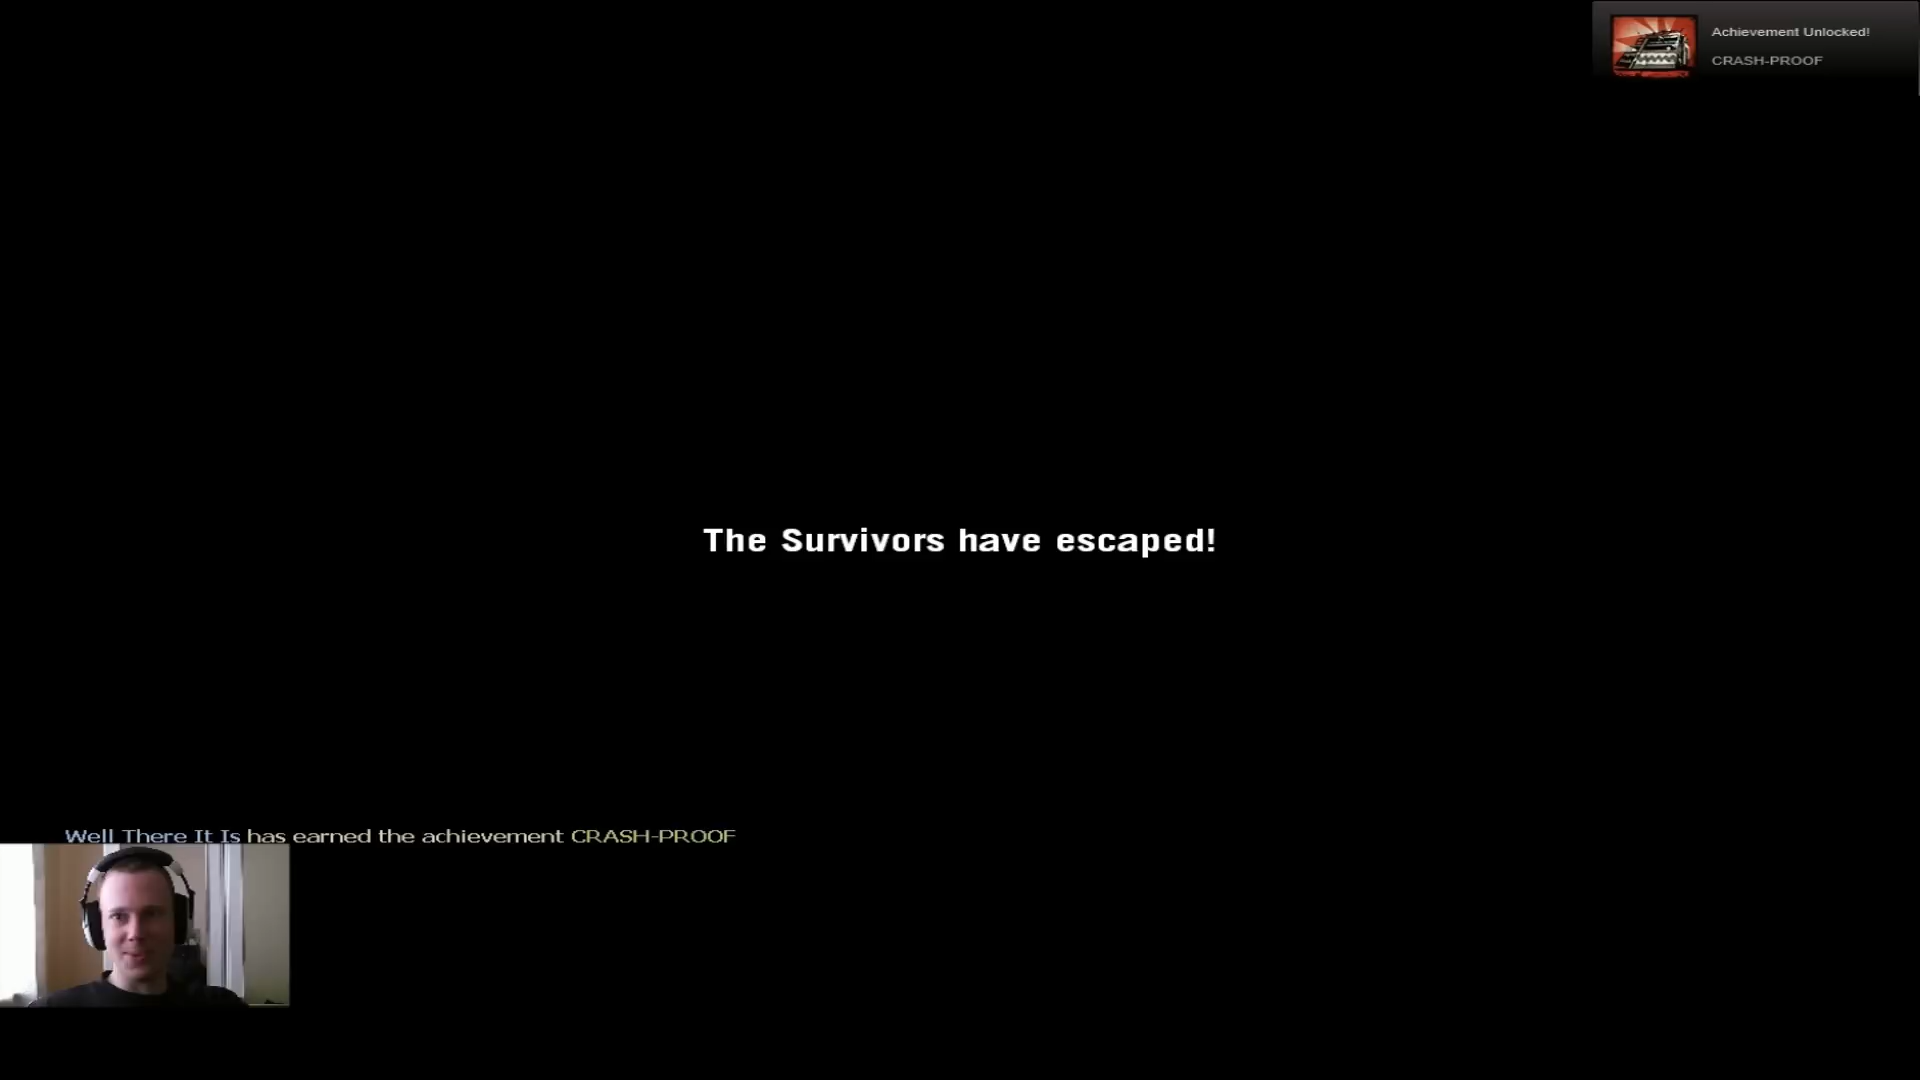 Achievement Unlocked!
CRASH-PROOF
The Survivors have escaped!
Well There It Is has earned the achievement CRASH-PROOF